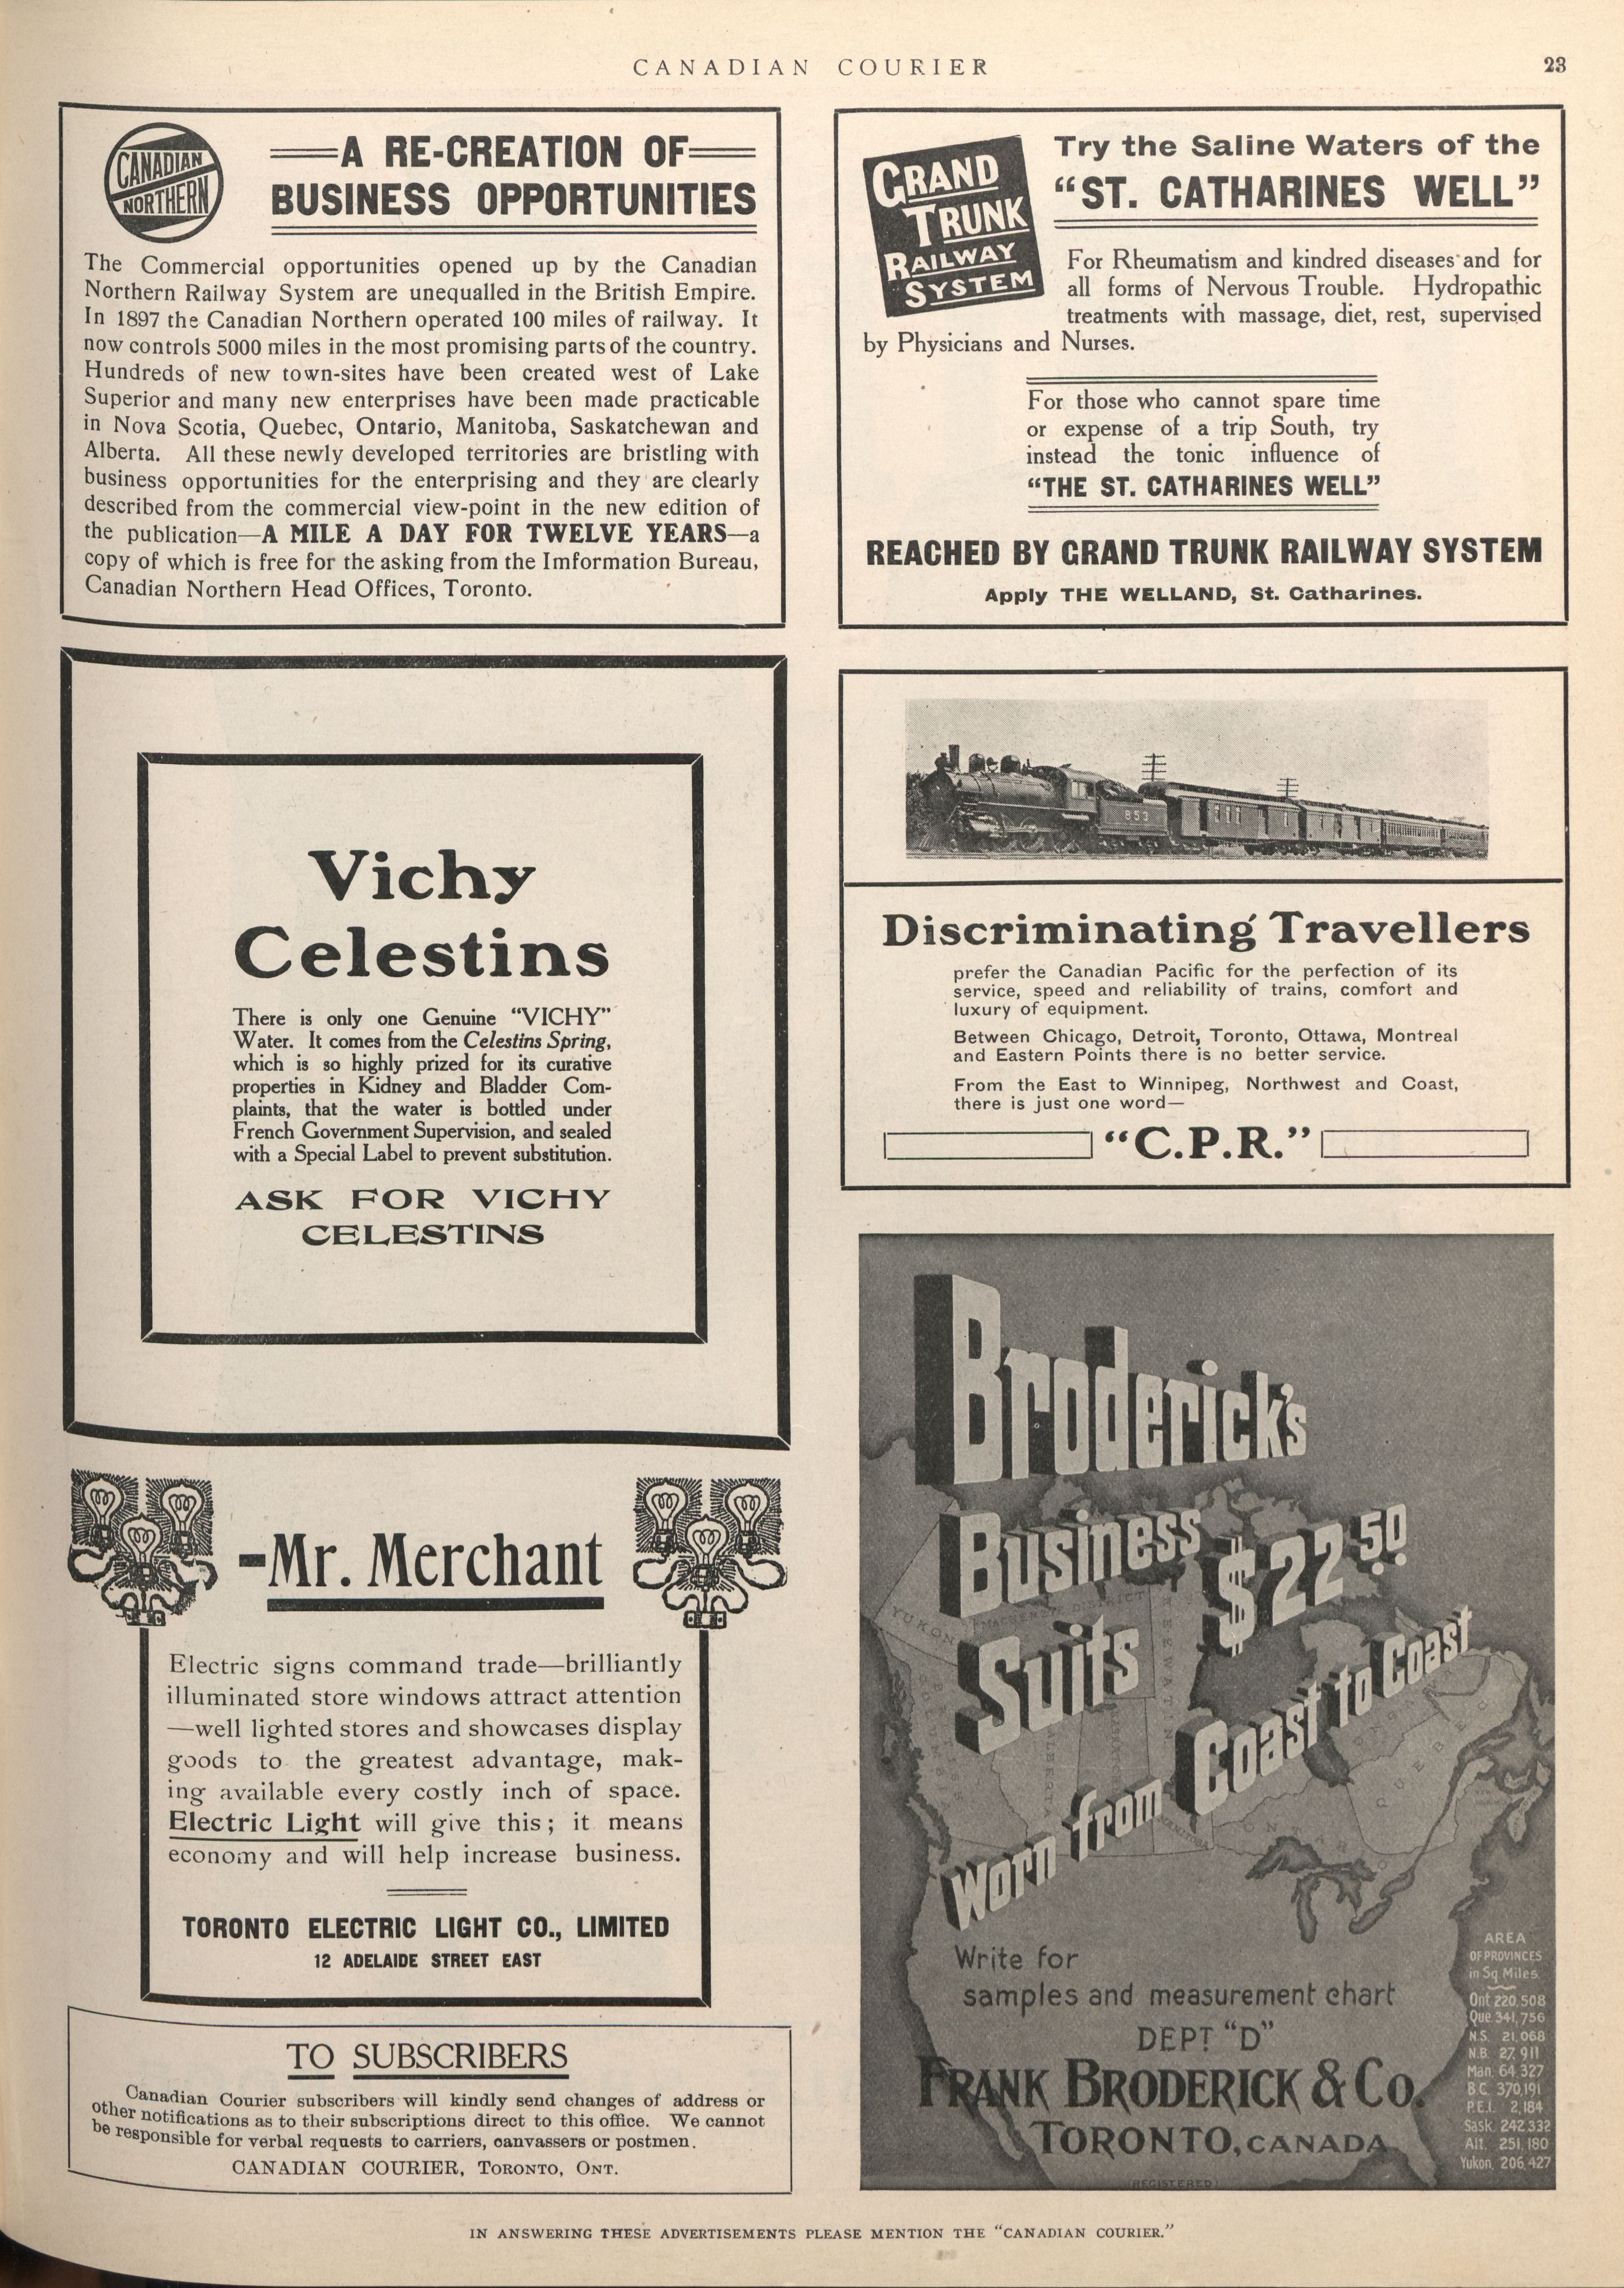 CANADIAN COURIER
23
CANADIAN
NORTHERN
A RE-CREATION OF
BUSINESS OPPORTUNITIES
The Commercial opportunities opened up by the Canadian
Northern Railway System are unequalled in the British Empire.
In 1897 the Canadian Northern operated 100 miles of railway. It
now controls 5000 miles in the most promising parts of the country.
Hundreds of new town-sites have been created west of Lake
Superior and many new enterprises have been made practicable
in Nova Scotia, Quebec, Ontario, Manitoba, Saskatchewan and
Alberta. All these newly developed territories are bristling with
business opportunities for the enterprising and they are clearly
described from the commercial view-point in the new edition of
the publication—A MILE A DAY FOR TWELVE YEARS—a
copy of which is free for the asking from the Imformation Bureau,
Canadian Northern Head Offices, Toronto.
Vichy
Celestins
There is only one Genuine "VICHY"
Water. It comes from the Celestins Spring,
which is so highly prized for its curative
properties in Kidney and Bladder Com-
plaints, that the water is bottled under
French Government Supervision, and sealed
with a Special Label to prevent substitution.
ASK FOR VICHY
CELESTINS
-Mr. Merchant
Electric signs command trade—brilliantly
illuminated store windows attract attention
—well lighted stores and showcases display
goods to the greatest advantage, mak-
ing available every costly inch of space.
Electric Light will give this; it means
economy and will help increase business.
TORONTO ELECTRIC LIGHT CO., LIMITED
12 ADELAIDE STREET EAST
TO SUBSCRIBERS
Canadian Courier subscribers will kindly send changes of address or
other notifications as to their subscriptions direct to this office. We cannot
be responsible for verbal requests to carriers, canvassers or postmen.
CANADIAN COURIER, TORONTO, ONT.
GRAND
TRUNK
RAILWAY
SYSTEM
Try the Saline Waters of the
"ST. CATHARINES WELL"
For Rheumatism and kindred diseases and for
all forms of Nervous Trouble. Hydropathic
treatments with massage, diet, rest, supervised
by Physicians and Nurses.
For those who cannot spare time
or expense of a trip South, try
instead the tonic influence of
"THE ST. CATHARINES WELL"
REACHED BY GRAND TRUNK RAILWAY SYSTEM
Apply THE WELLAND, St. Catharines.
853
Discriminating Travellers
prefer the Canadian Pacific for the perfection of its
service, speed and reliability of trains, comfort and
luxury of equipment.
Between Chicago, Detroit, Toronto, Ottawa, Montreal
and Eastern Points there is no better service.
From the East to Winnipeg, Northwest and Coast,
there is just one word—
"C.P.R."
Broderick's
Business $22.50
Suits
Worn from Coast to Coast
YUKON
MACKENZIE DISTRICT
KEEWATIN
ALBERTA
MANITOBA
ONTARIO
QUEBEC
Write for
samples and measurement chart
DEPT "D"
FRANK BRODERICK & CO.
TORONTO, CANADA
(REGISTERED)
AREA
OF PROVINCES
in Sq Miles.
Ont 220,508
Que 341,756
N.S. 21,068
N.B. 27,911
Man. 64,327
B.C. 370,191
P.E.I. 2,184
Sask. 242,332
Alt. 251,180
Yukon, 206,427
IN ANSWERING THESE ADVERTISEMENTS PLEASE MENTION THE "CANADIAN COURIER."